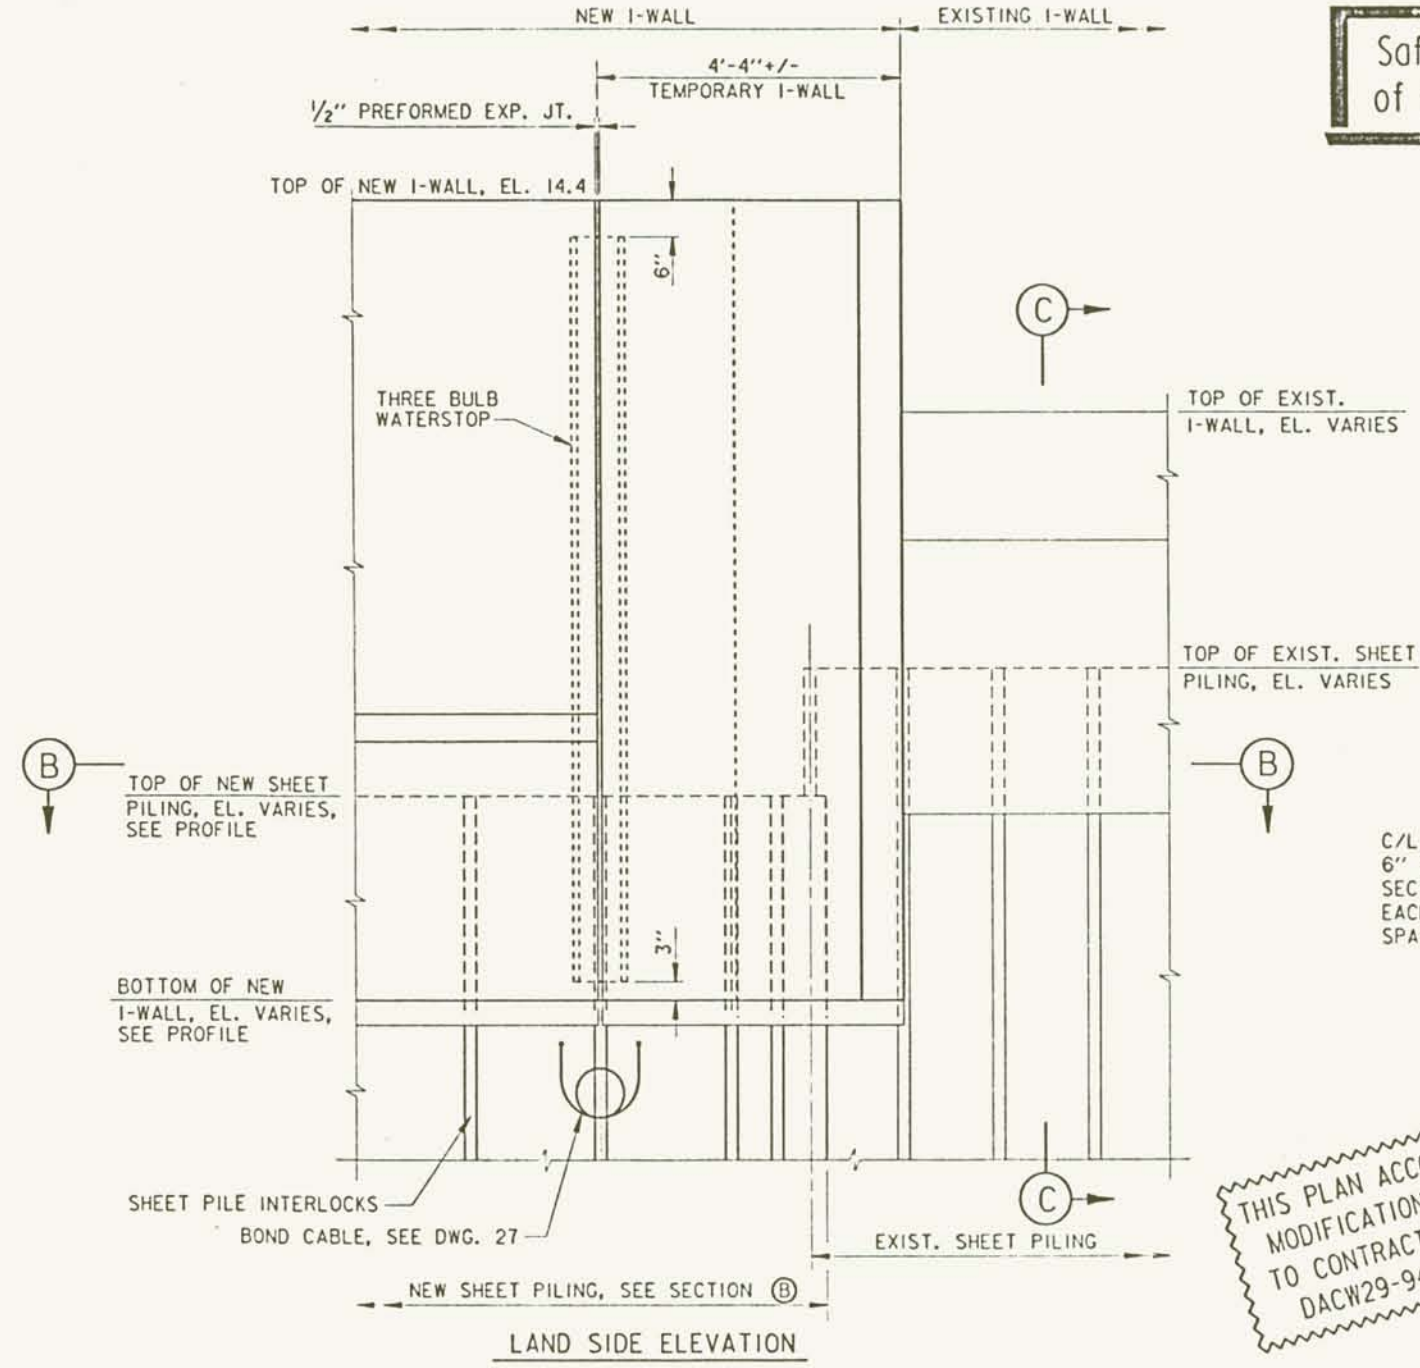 NEW I-WALL
EXISTING I-WALL
4'-4"+/-
TEMPORARY I-WALL
1/2" PREFORMED EXP. JT.
TOP OF NEW I-WALL, EL. 14.4
6"
C
THREE BULB
WATERSTOP
TOP OF EXIST.
I-WALL, EL. VARIES
TOP OF EXIST. SHEET
PILING, EL. VARIES
B
B
TOP OF NEW SHEET
PILING, EL. VARIES,
SEE PROFILE
C/L
6"
3"
BOTTOM OF NEW
I-WALL, EL. VARIES,
SEE PROFILE
SHEET PILE INTERLOCKS
BOND CABLE, SEE DWG. 27
C
EXIST. SHEET PILING
NEW SHEET PILING, SEE SECTION B
LAND SIDE ELEVATION
of
THIS PLAN
MODIFICATION
TO CONTRACT
DACW29-94